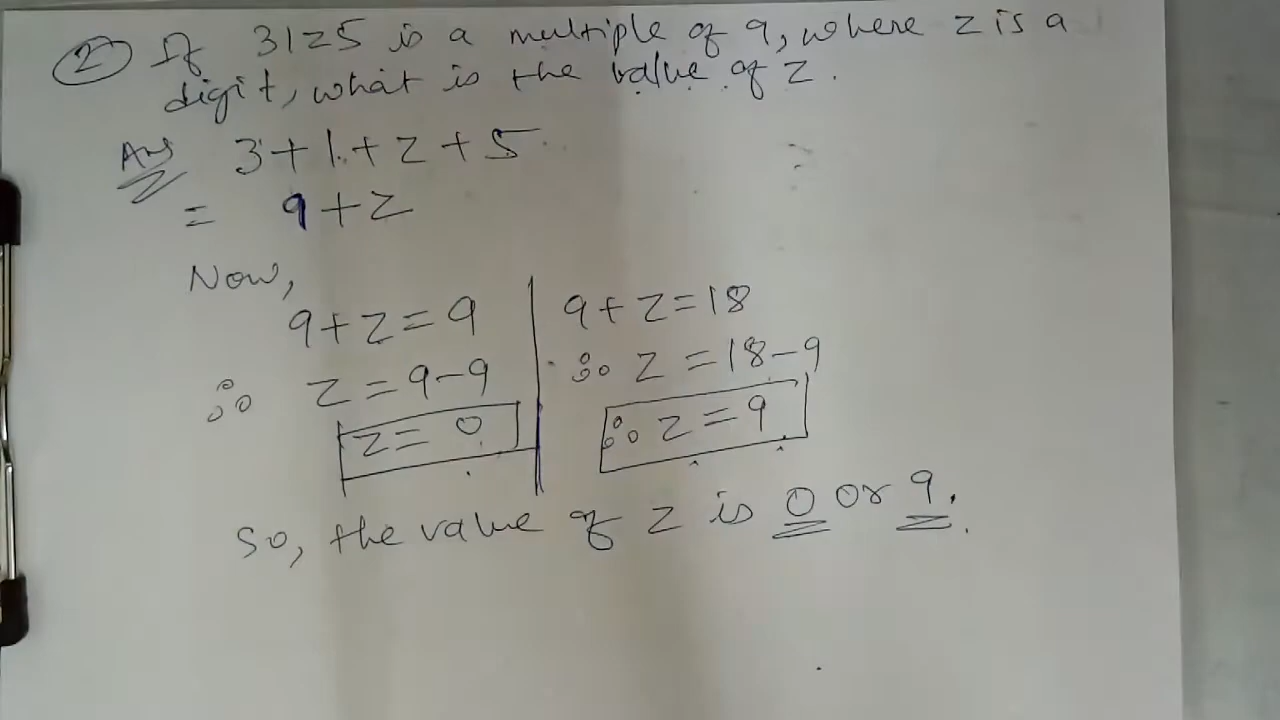 ② If 31z5 is a multiple of 9, where z is a
digit, what is the value of z.
Ans 3+1+z+5
= 9+z
Now,
9+z=9 | 9+z=18
∴ z=9-9 | ∴ z=18-9
z=0 | ∴ z=9
So, the value of z is 0 or 9.